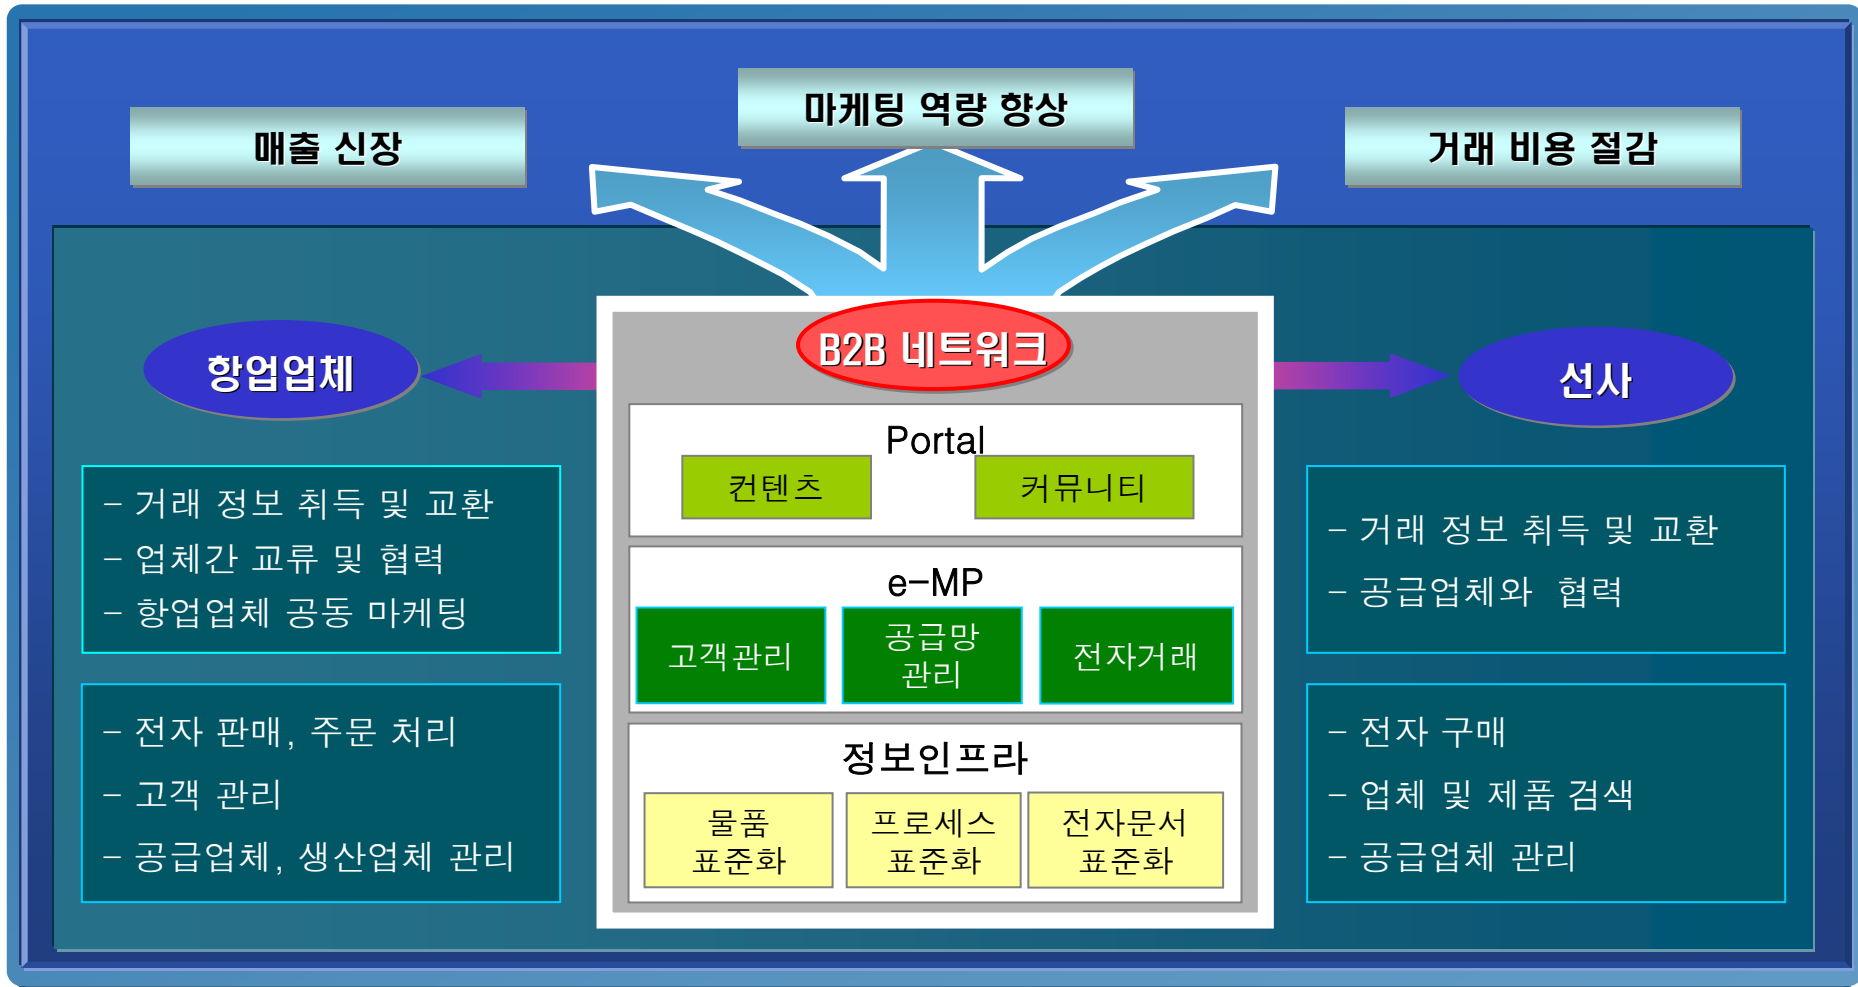 마케팅 역량 향상
매출 신장
거래 비용 절감
B2B 네트워크
항업업체
선사
Portal
컨텐츠
커뮤니티
– 거래 정보 취득 및 교환
– 업체간 교류 및 협력
– 항업업체 공동 마케팅
e-MP
고객관리
공급망
관리
전자거래
– 거래 정보 취득 및 교환
– 공급업체와 협력
– 전자 판매, 주문 처리
– 고객 관리
– 공급업체, 생산업체 관리
정보인프라
물품
표준화
프로세스
표준화
전자문서
표준화
– 전자 구매
– 업체 및 제품 검색
– 공급업체 관리